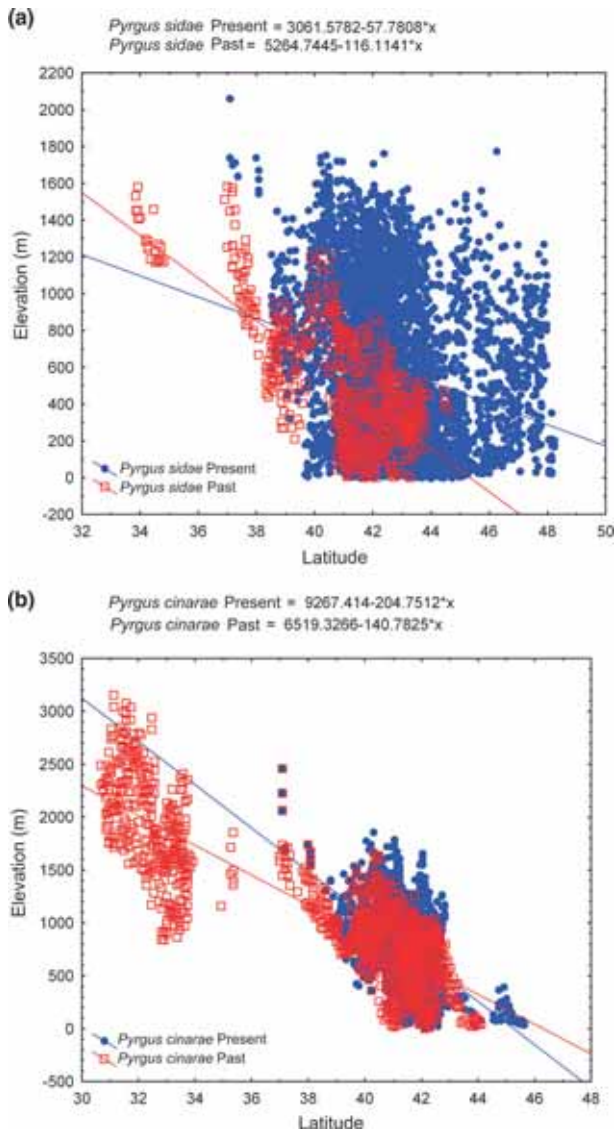 (a)
Pyrgus sidae Present = 3061.5782-57.7808*x
Pyrgus sidae Past = 5264.7445-116.1141*x
2200
2000
1800
1600
1400
1200
1000
800
600
400
200
0
-200
Elevation (m)
Pyrgus sidae Present
Pyrgus sidae Past
32 34 36 38 40 42 44 46 48 50
Latitude
(b)
Pyrgus cinarae Present = 9267.414-204.7512*x
Pyrgus cinarae Past = 6519.3266-140.7825*x
3500
3000
2500
2000
1500
1000
500
0
-500
Elevation (m)
Pyrgus cinarae Present
Pyrgus cinarae Past
30 32 34 36 38 40 42 44 46 48
Latitude